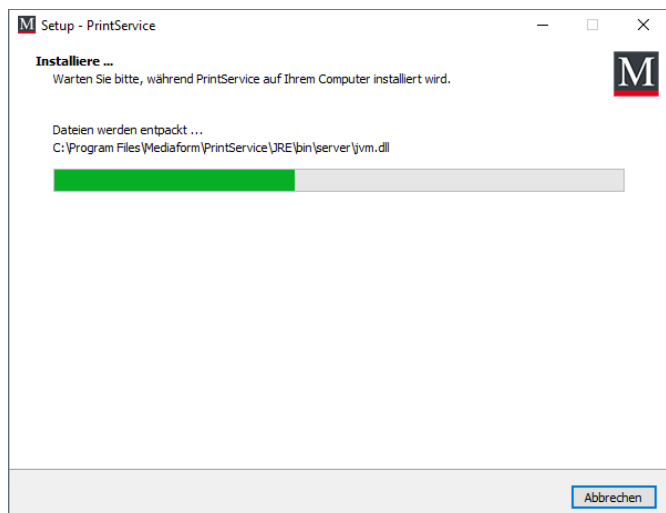 M Setup - PrintService
Installiere ...
Warten Sie bitte, während PrintService auf Ihrem Computer installiert wird.
M
Dateien werden entpackt ...
C:\Program Files\Mediaform\PrintService\JRE\bin\server\jvm.dll
Abbrechen